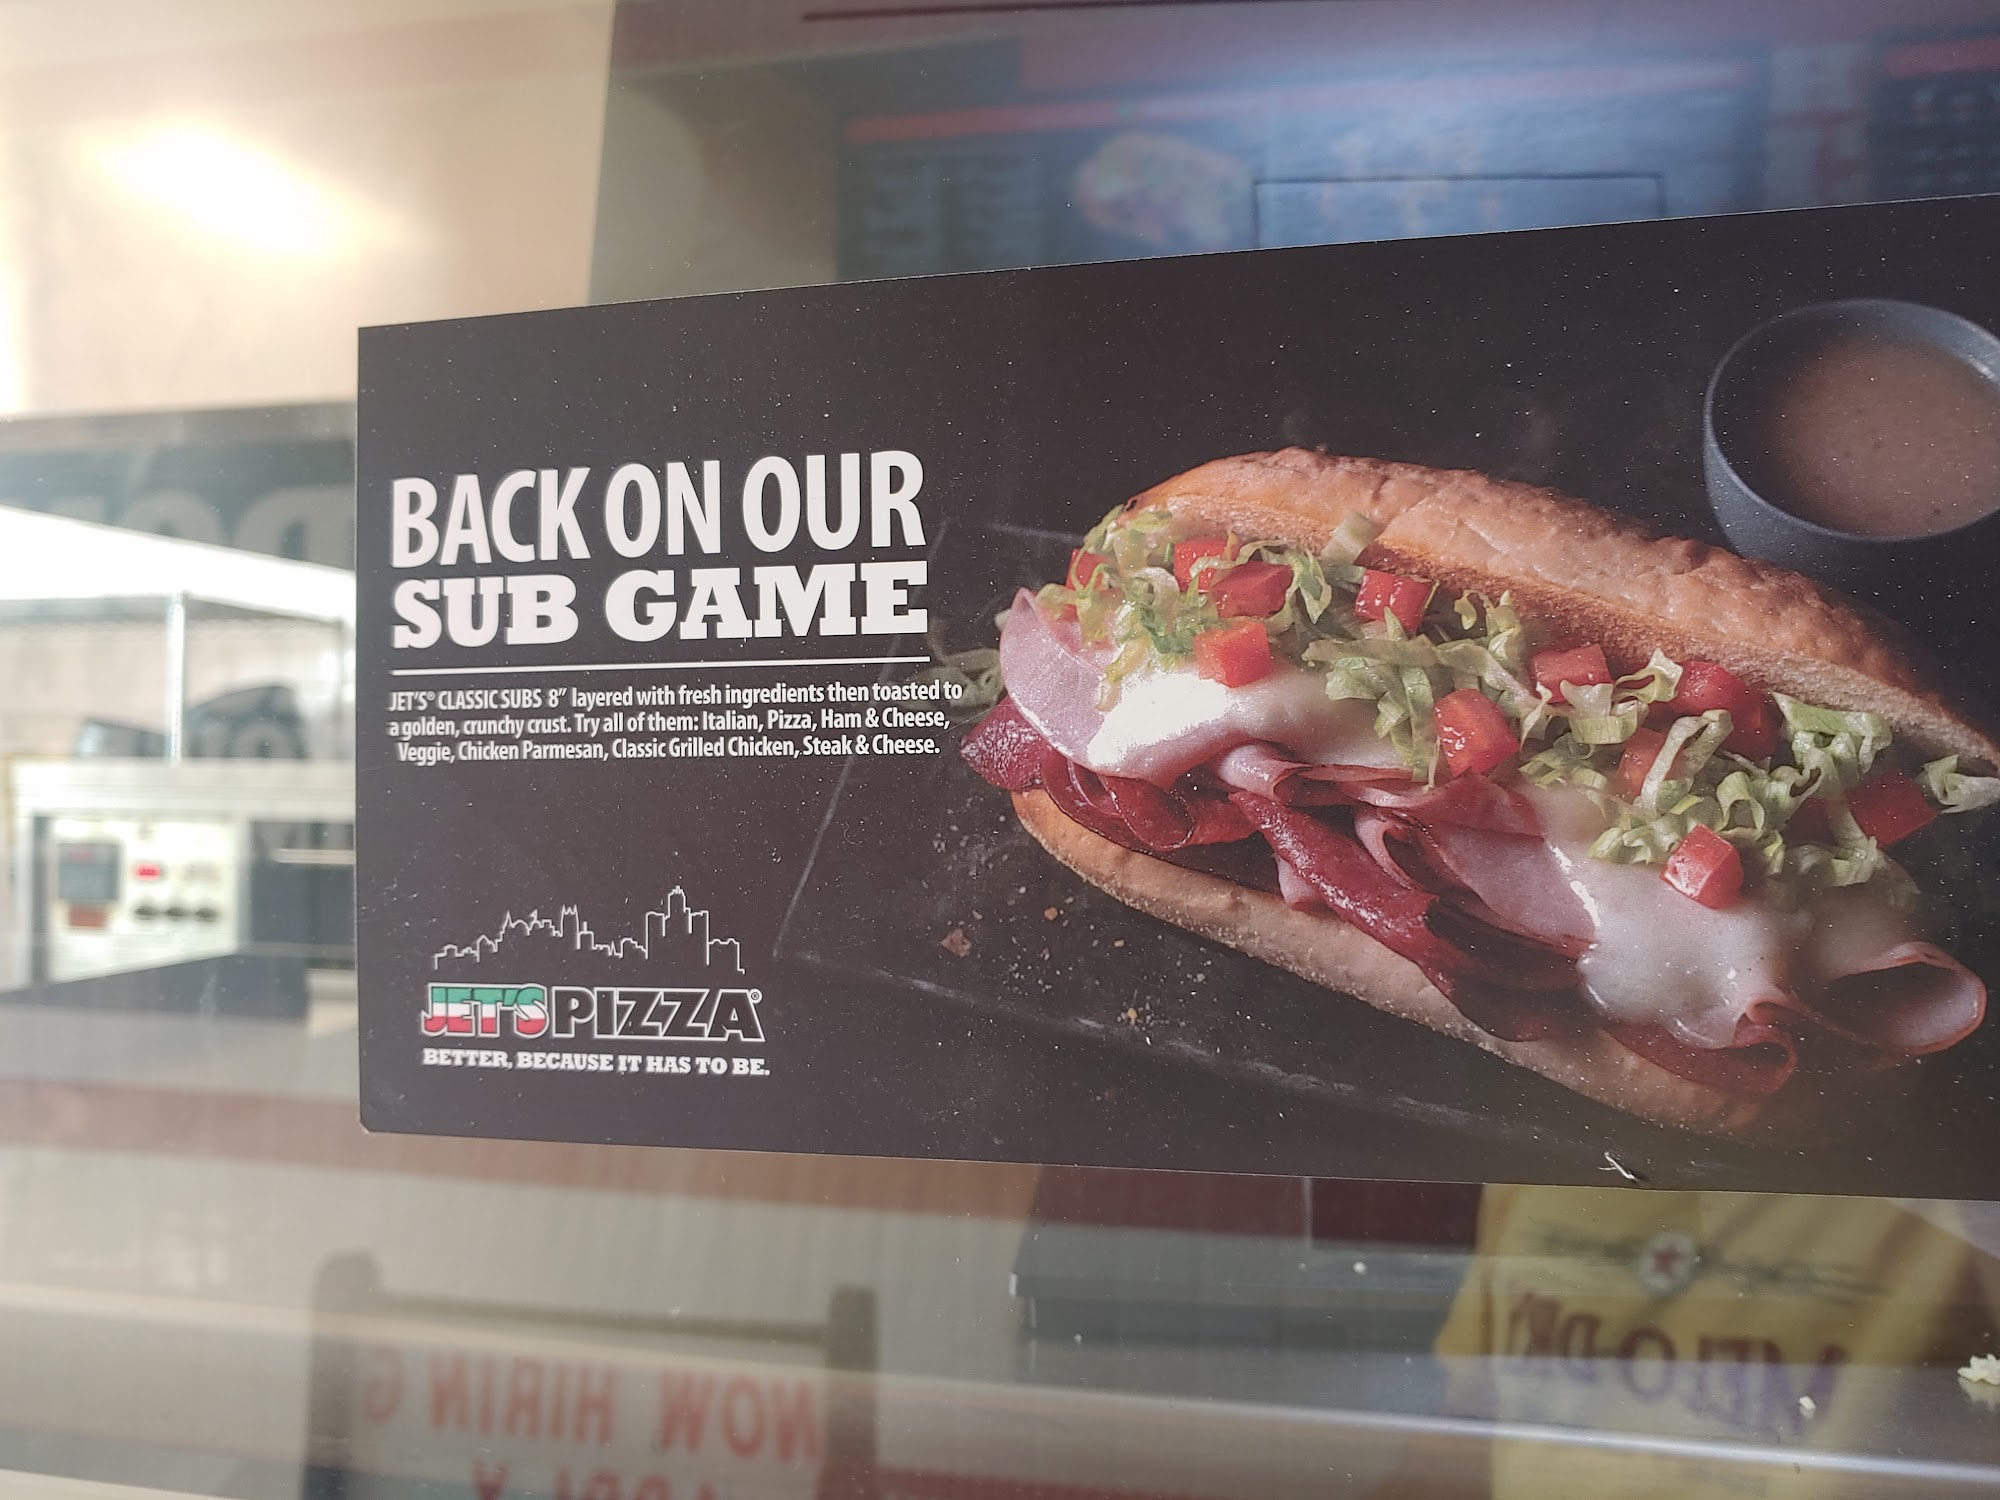 BACK ON OUR
SUB GAME
JET'S® CLASSIC SUBS 8" layered with fresh ingredients then toasted to
a golden, crunchy crust. Try all of them: Italian, Pizza, Ham & Cheese,
Veggie, Chicken Parmesan, Classic Grilled Chicken, Steak & Cheese.
JET'S PIZZA®
BETTER, BECAUSE IT HAS TO BE.
NOW HIRING